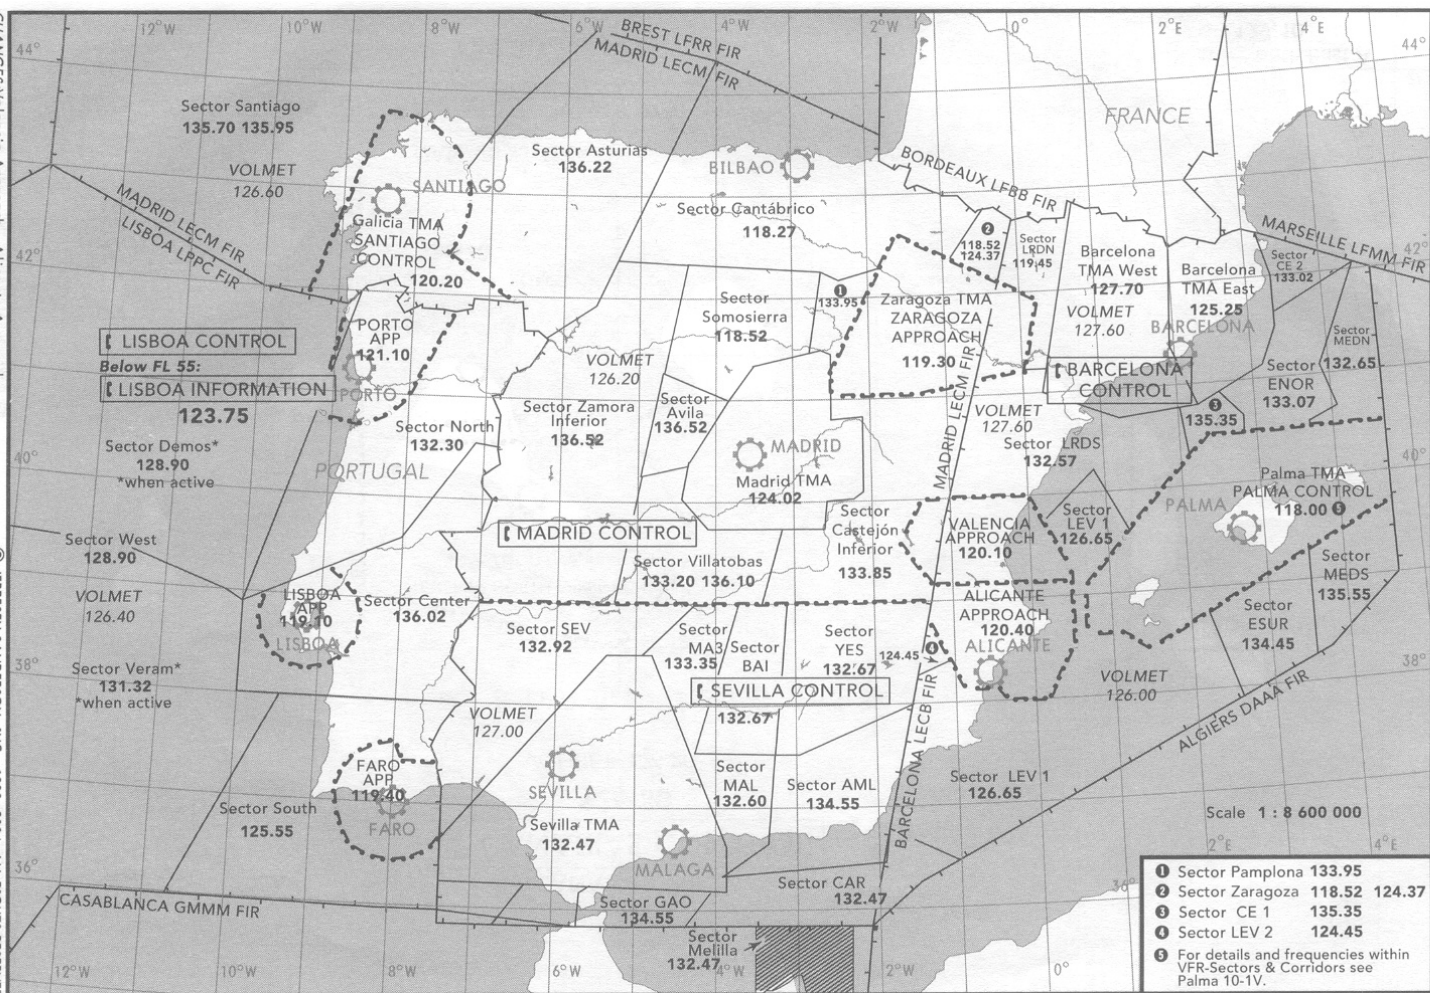 12°W
10°W
8°W
6°W
4°W
2°W
0°
2°E
4°E
44°
44°
BREST LFRR FIR
MADRID LECM FIR
FRANCE
Sector Santiago
135.70 135.95
VOLMET
126.60
Sector Asturias
136.22
BILBAO
BORDEAUX LFBB FIR
SANTIAGO
Galicia TMA
SANTIAGO
CONTROL
120.20
MADRID LECM FIR
LISBOA LPPC FIR
42°
Sector Cantábrico
118.27
❷
118.52
124.37
Sector
LRDN
119.45
Barcelona
TMA West
127.70
VOLMET
127.60
Barcelona
TMA East
125.25
BARCELONA
MARSEILLE LFMM FIR
42°
Sector
CE 2
133.02
Sector
MEDN
132.65
LISBOA CONTROL
Below FL 55:
LISBOA INFORMATION
123.75
PORTO
APP
121.10
PORTO
VOLMET
126.20
Sector
Somosierra
118.52
❶
133.95
Zaragoza TMA
ZARAGOZA
APPROACH
119.30
MADRID LECM FIR
BARCELONA
CONTROL
Sector
ENOR
133.07
❸
135.35
Sector Demos*
128.90
*when active
40°
Sector North
132.30
PORTUGAL
Sector Zamora
Inferior
136.52
Sector
Avila
136.52
MADRID
Madrid TMA
124.02
VOLMET
127.60
Sector LRDS
132.57
40°
Palma TMA
PALMA CONTROL
118.00 ❺
PALMA
Sector West
128.90
VOLMET
126.40
MADRID CONTROL
Sector
Castejón
Inferior
133.85
VALENCIA
APPROACH
120.10
Sector
LEV 1
126.65
Sector Villatobas
133.20 136.10
Sector
MEDS
135.55
LISBOA
APP
119.10
LISBOA
Sector Center
136.02
Sector SEV
132.92
Sector
MA3
133.35
Sector
BAI
Sector
YES
132.67
124.45
❹
ALICANTE
APPROACH
120.40
ALICANTE
Sector
ESUR
134.45
38°
38°
Sector Veram*
131.32
*when active
SEVILLA CONTROL
132.67
VOLMET
126.00
VOLMET
127.00
BARCELONA LECB FIR
ALGIERS DAAA FIR
FARO
APP
119.40
FARO
SEVILLA
Sevilla TMA
132.47
Sector
MAL
132.60
Sector AML
134.55
Sector LEV 1
126.65
Sector South
125.55
MALAGA
Scale 1 : 8 600 000
36°
36°
CASABLANCA GMMM FIR
Sector GAO
134.55
Sector CAR
132.47
Sector
Melilla
132.47
12°W
10°W
8°W
6°W
4°W
2°W
0°
2°E
4°E
❶ Sector Pamplona 133.95
❷ Sector Zaragoza 118.52 124.37
❸ Sector CE 1 135.35
❹ Sector LEV 2 124.45
❺ For details and frequencies within
VFR-Sectors & Corridors see
Palma 10-1V.